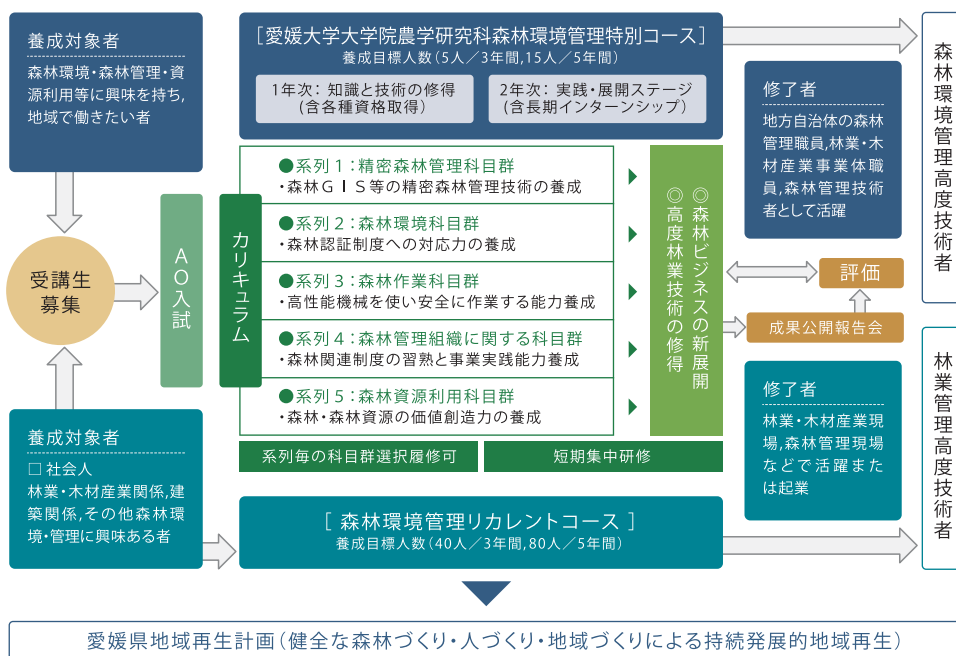 養成対象者
森林環境・森林管理・資
源利用等に興味を持ち,
地域で働きたい者
［愛媛大学大学院農学研究科森林環境管理特別コース］
養成目標人数(5人／3年間,15人／5年間)
1年次: 知識と技術の修得
(含各種資格取得)
2年次: 実践・展開ステージ
(含長期インターンシップ)
森林環境管理高度技術者
修了者
地方自治体の森林
管理職員,林業・木
材産業事業体職
員,森林管理技術
者として活躍
受講生
募集
AO入試
カリキュラム
●系列1：精密森林管理科目群
・森林ＧＩＳ等の精密森林管理技術の養成
●系列2：森林環境科目群
・森林認証制度への対応力の養成
●系列3：森林作業科目群
・高性能機械を使い安全に作業する能力養成
●系列4：森林管理組織に関する科目群
・森林関連制度の習熟と事業実践能力養成
●系列5：森林資源利用科目群
・森林・森林資源の価値創造力の養成
◎森林ビジネスの新展開
◎高度林業技術の修得
評価
成果公開報告会
系列毎の科目群選択履修可
短期集中研修
養成対象者
□社会人
林業・木材産業関係,建
築関係,その他森林環
境・管理に興味ある者
修了者
林業・木材産業現
場,森林管理現場
などで活躍また
は起業
林業管理高度技術者
［ 森林環境管理リカレントコース ］
養成目標人数(40人／3年間,80人／5年間)
愛媛県地域再生計画(健全な森林づくり・人づくり・地域づくりによる持続発展的地域再生)